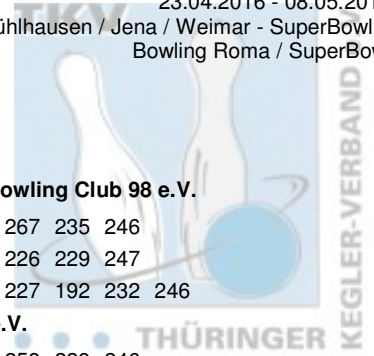 TKV
23.04.2016 - 08.05.201
ühlhausen / Jena / Weimar - SuperBowl
Bowling Roma / SuperBow
owling Club 98 e.V.
267 235 246
226 229 247
227 192 232 246
.V.
THÜRINGER
KEGLER-VERBAND